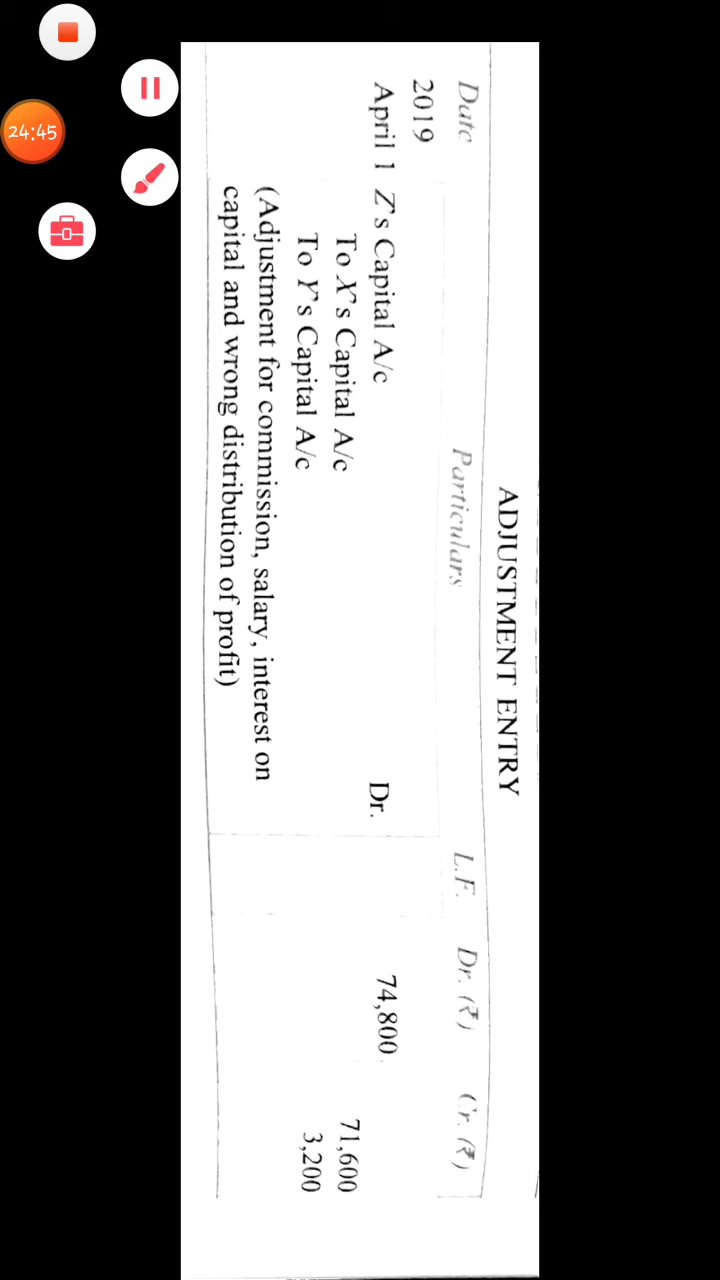 ADJUSTMENT ENTRY
Date Particulars L.F. Dr. (₹) Cr. (₹)
2019
April 1 Z's Capital A/c Dr. 74,800
To X's Capital A/c 71,600
To Y's Capital A/c 3,200
(Adjustment for commission, salary, interest on
capital and wrong distribution of profit)
24:45